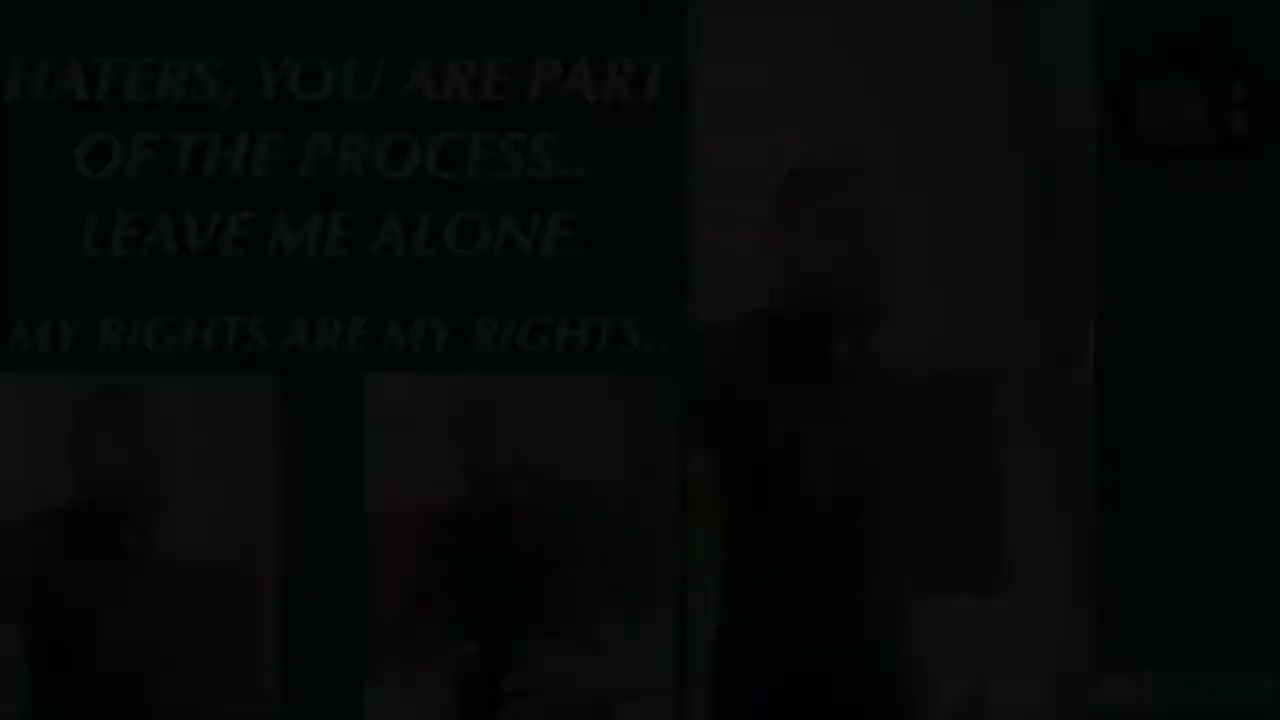 HATERS, YOU ARE PART
OF THE PROCESS..
LEAVE ME ALONE.
MY RIGHTS ARE MY RIGHTS..